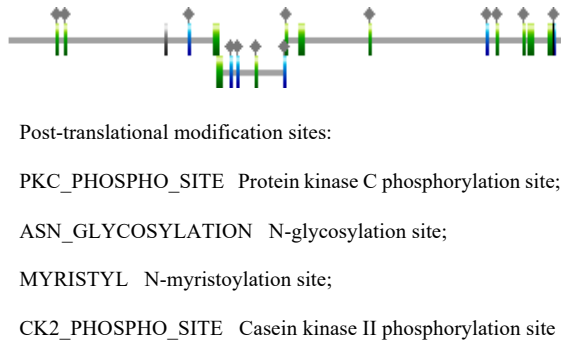 Post-translational modification sites:
PKC_PHOSPHO_SITE Protein kinase C phosphorylation site;
ASN_GLYCOSYLATION N-glycosylation site;
MYRISTYL N-myristoylation site;
CK2_PHOSPHO_SITE Casein kinase II phosphorylation site